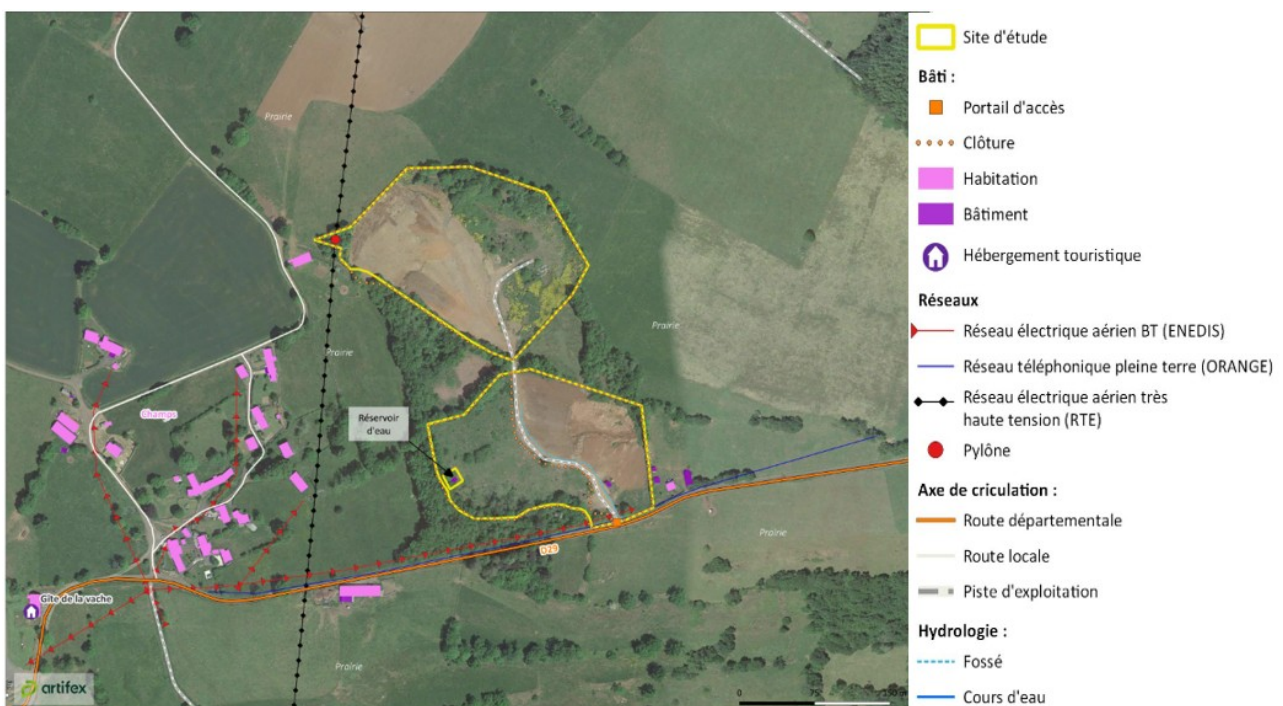 Prairie
Prairie
Prairie
Champs
Réservoir
d'eau
Prairie
D29
Gîte de la vache
Prairie
artifex
0 75
Site d'étude
Bâti :
Portail d'accès
Clôture
Habitation
Bâtiment
Hébergement touristique
Réseaux
Réseau électrique aérien BT (ENEDIS)
Réseau téléphonique pleine terre (ORANGE)
Réseau électrique aérien très
haute tension (RTE)
Pylône
Axe de criculation :
Route départementale
Route locale
Piste d'exploitation
Hydrologie :
Fossé
Cours d'eau